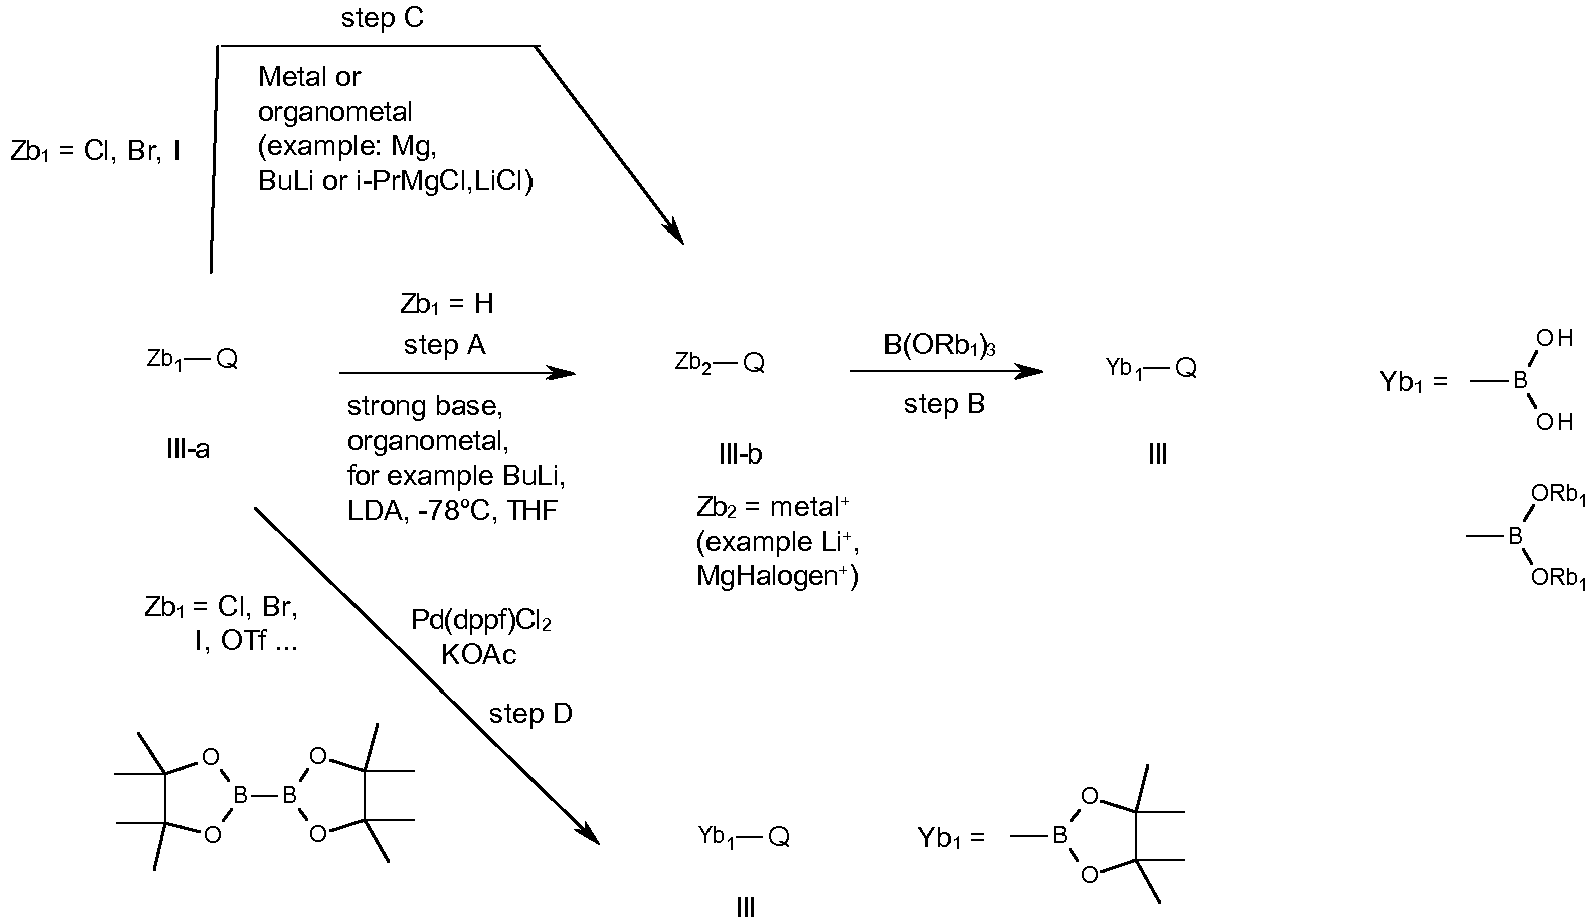 step C
Metal or
organometal
(example: Mg,
BuLi or i-PrMgCl,LiCl)
Zb₁ = Cl, Br, I
Zb₁ = H
step A
Zb₁—Q
III-a
strong base,
organometal,
for example BuLi,
LDA, -78ºC, THF
Zb₂—Q
III-b
Zb₂ = metal⁺
(example Li⁺,
MgHalogen⁺)
B(ORb₁)₃
step B
Yb₁—Q
III
Yb₁ =
OH
B
OH
ORb₁
B
ORb₁
Zb₁ = Cl, Br,
I, OTf ...
Pd(dppf)Cl₂
KOAc
step D
O O
B—B
O O
Yb₁—Q
III
Yb₁ =
O
B
O